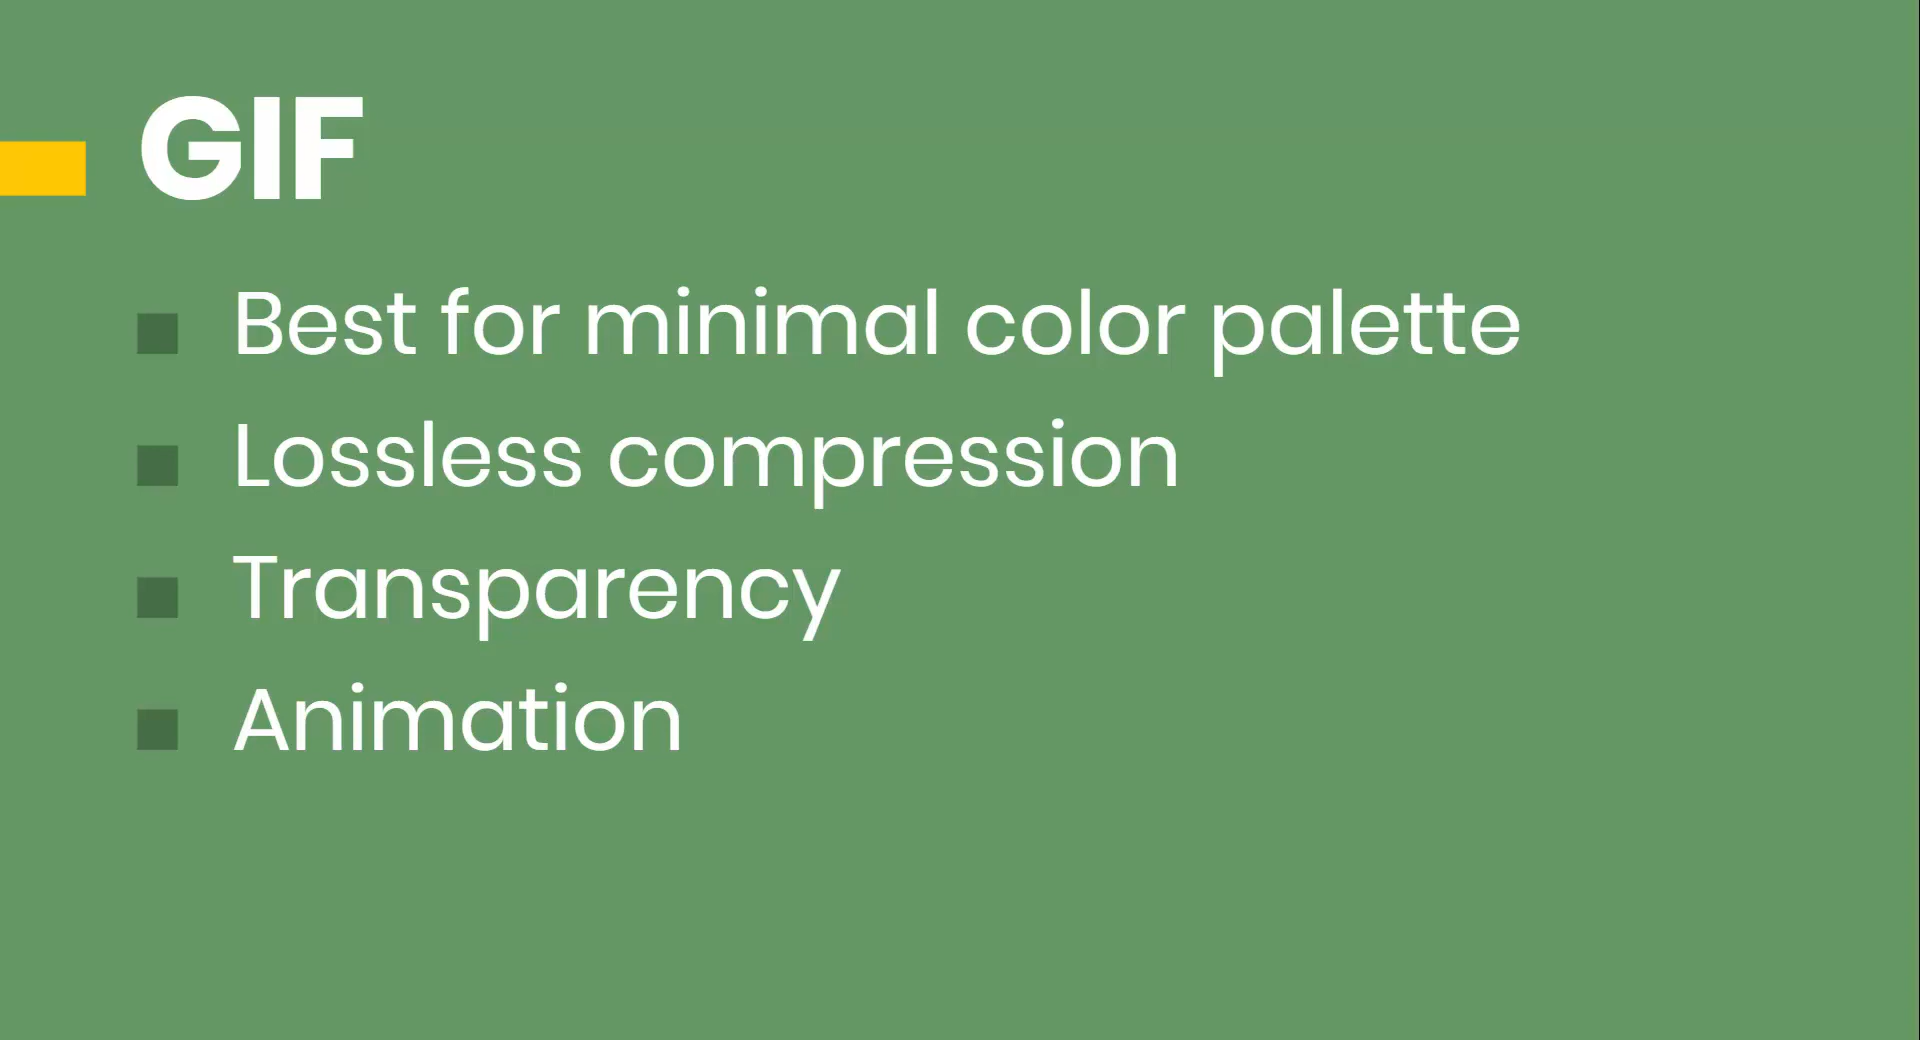 GIF
Best for minimal color palette
Lossless compression
Transparency
Animation